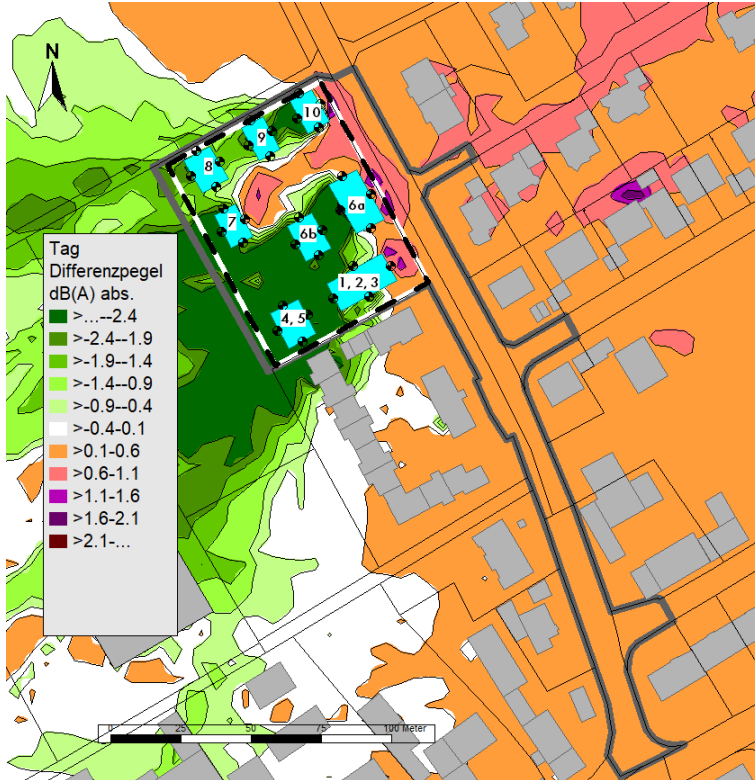 N
10
9
8
6a
7
6b
1, 2, 3
4, 5
Tag
Differenzpegel
dB(A) abs.
>...--2.4
>-2.4--1.9
>-1.9--1.4
>-1.4--0.9
>-0.9--0.4
>-0.4-0.1
>0.1-0.6
>0.6-1.1
>1.1-1.6
>1.6-2.1
>2.1-...
0 25 50 75 100 Meter